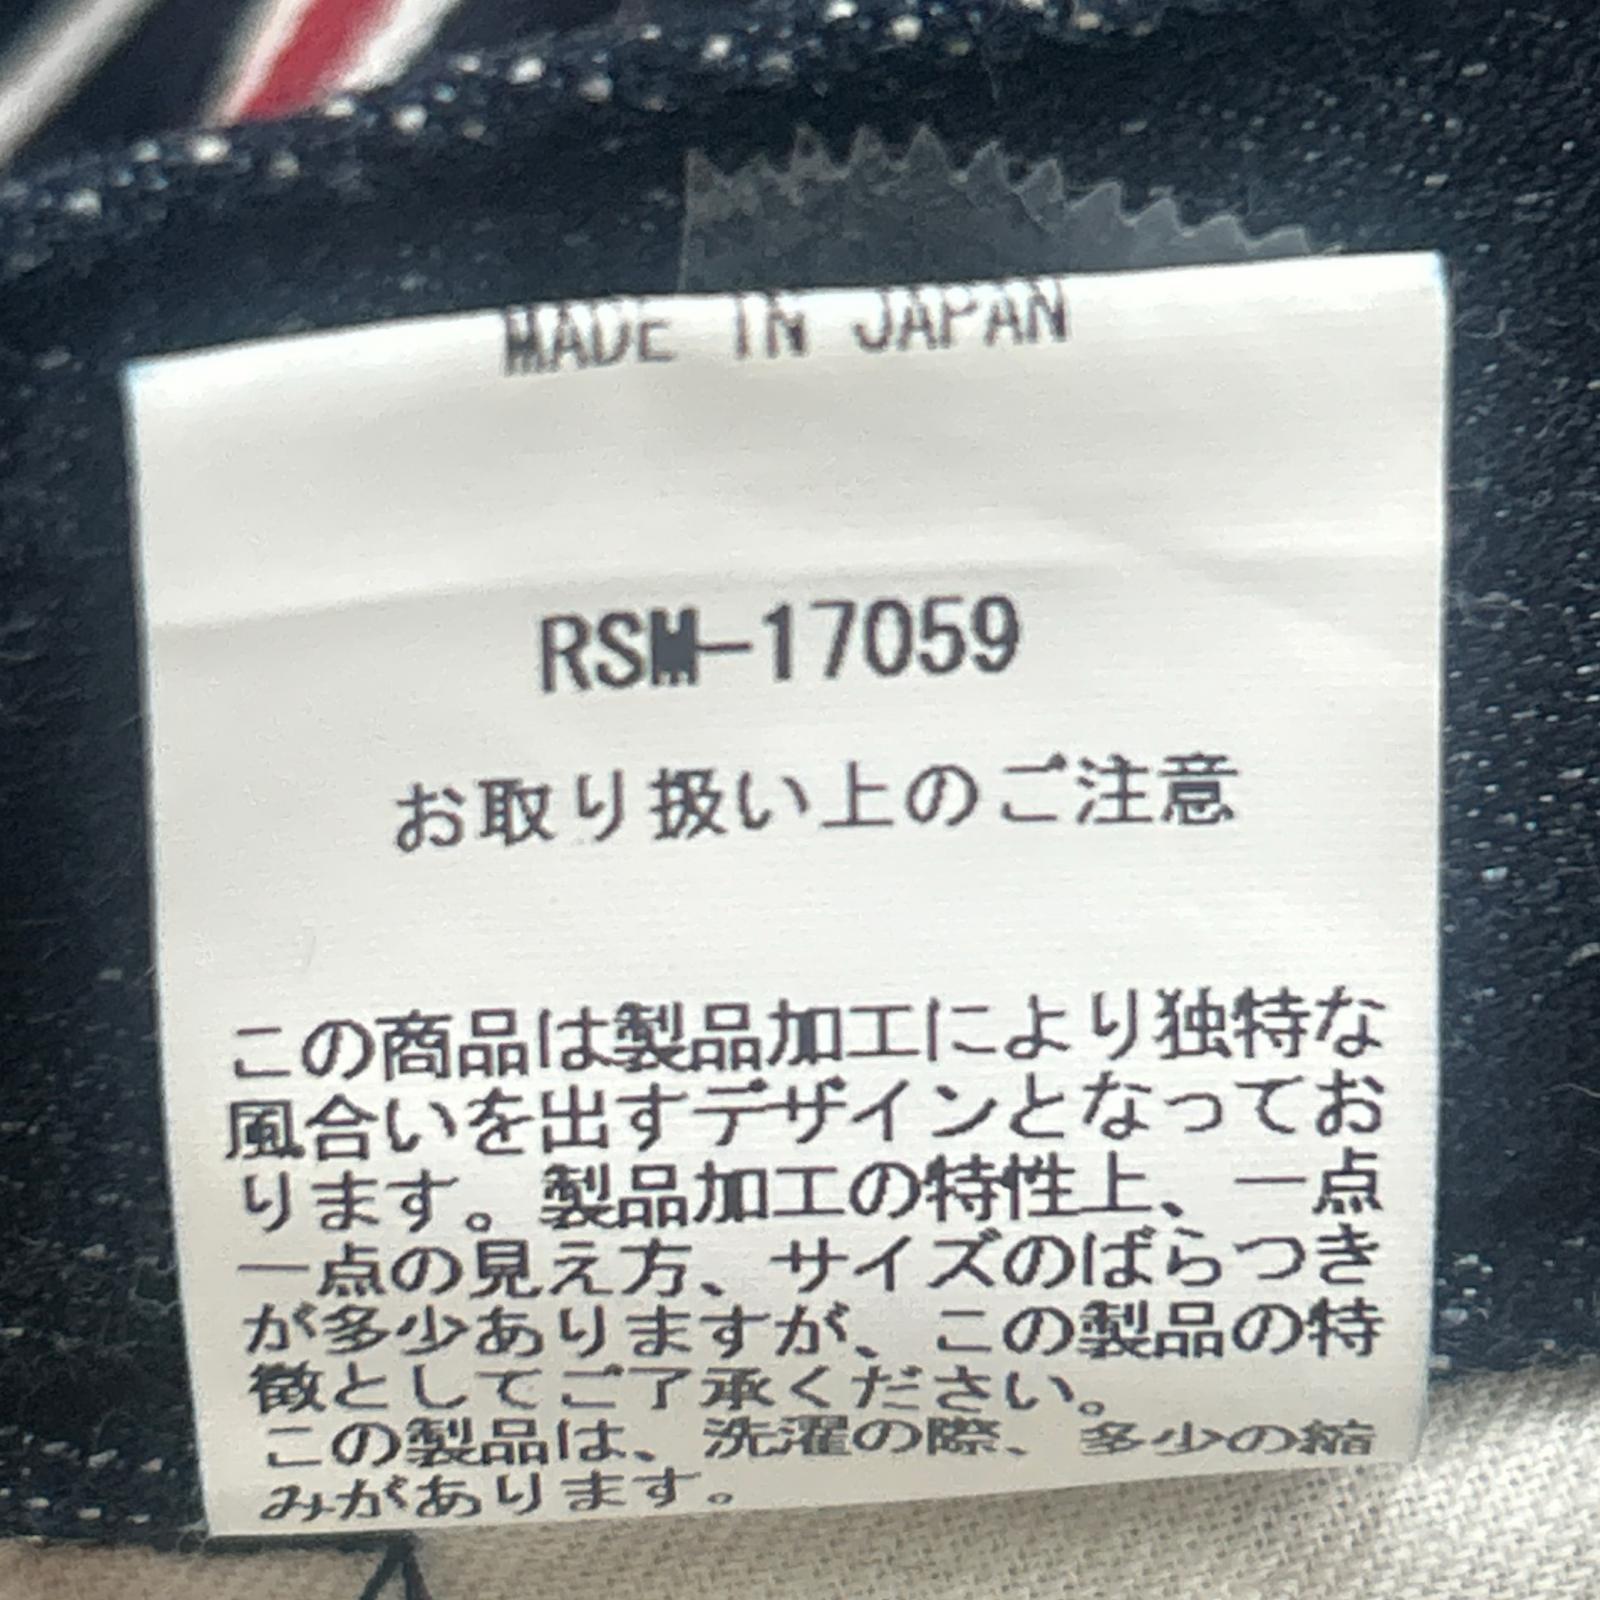 MADE IN JAPAN
RSM-17059
お取り扱い上のご注意
この商品は製品加工により独特な
風合いを出すデザインとなってお
ります。製品加工の特性上、一点
一点の見え方、サイズのばらつき
が多少ありますが、この製品の特
徴としてご了承ください。
この製品は、洗濯の際、多少の縮
みがあります。